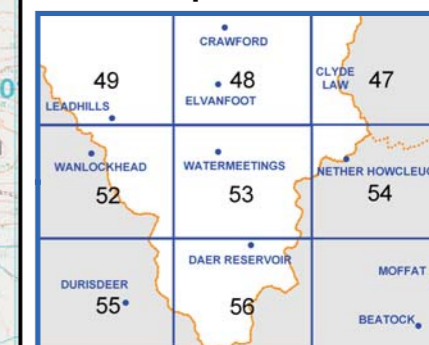 CRAWFORD
49 48 CLYDE LAW 47
LEADHILLS ELVANFOOT
WANLOCKHEAD WATERMEETINGS NETHER HOWCLEUC
52 53 54
DAER RESERVOIR
MOFFAT
DURISDEER
55 56
BEATOCK